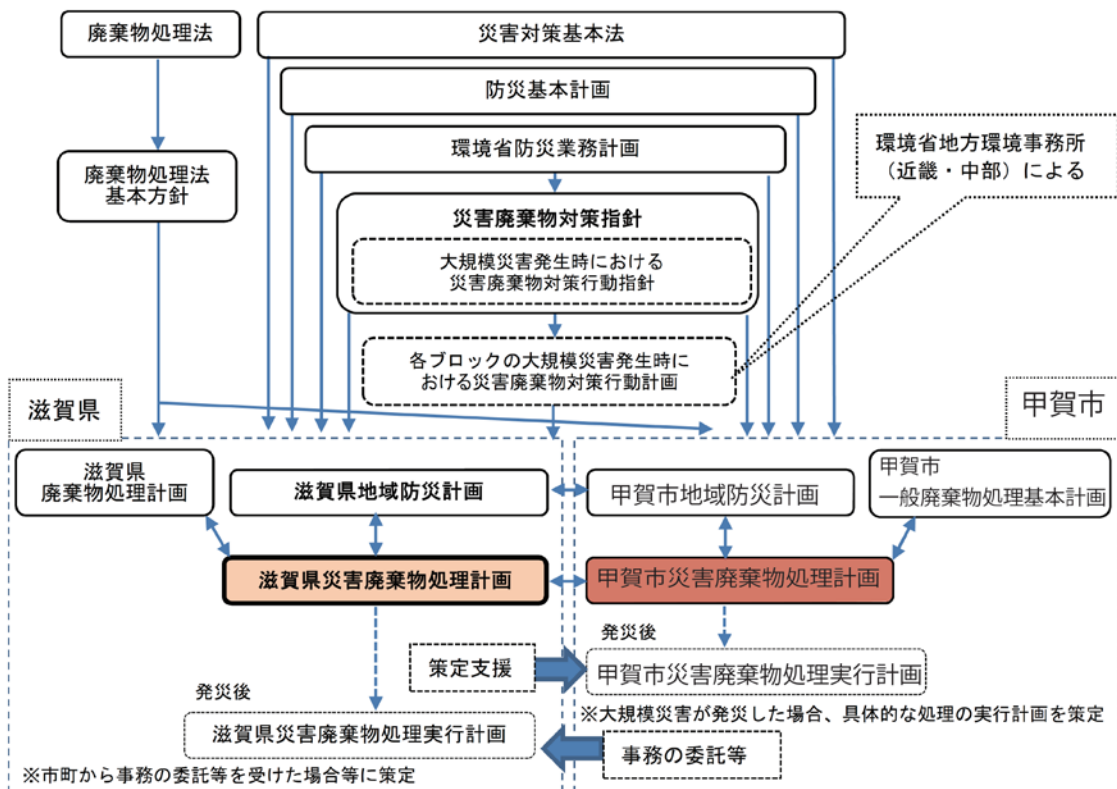 廃棄物処理法
災害対策基本法
防災基本計画
環境省防災業務計画
環境省地方環境事務所
（近畿・中部）による
廃棄物処理法
基本方針
災害廃棄物対策指針
大規模災害発生時における
災害廃棄物対策行動指針
各ブロックの大規模災害発生時に
おける災害廃棄物対策行動計画
滋賀県
甲賀市
滋賀県
廃棄物処理計画
滋賀県地域防災計画
甲賀市地域防災計画
甲賀市
一般廃棄物処理基本計画
滋賀県災害廃棄物処理計画
甲賀市災害廃棄物処理計画
発災後
策定支援
甲賀市災害廃棄物処理実行計画
発災後
※大規模災害が発災した場合、具体的な処理の実行計画を策定
滋賀県災害廃棄物処理実行計画
事務の委託等
※市町から事務の委託等を受けた場合等に策定